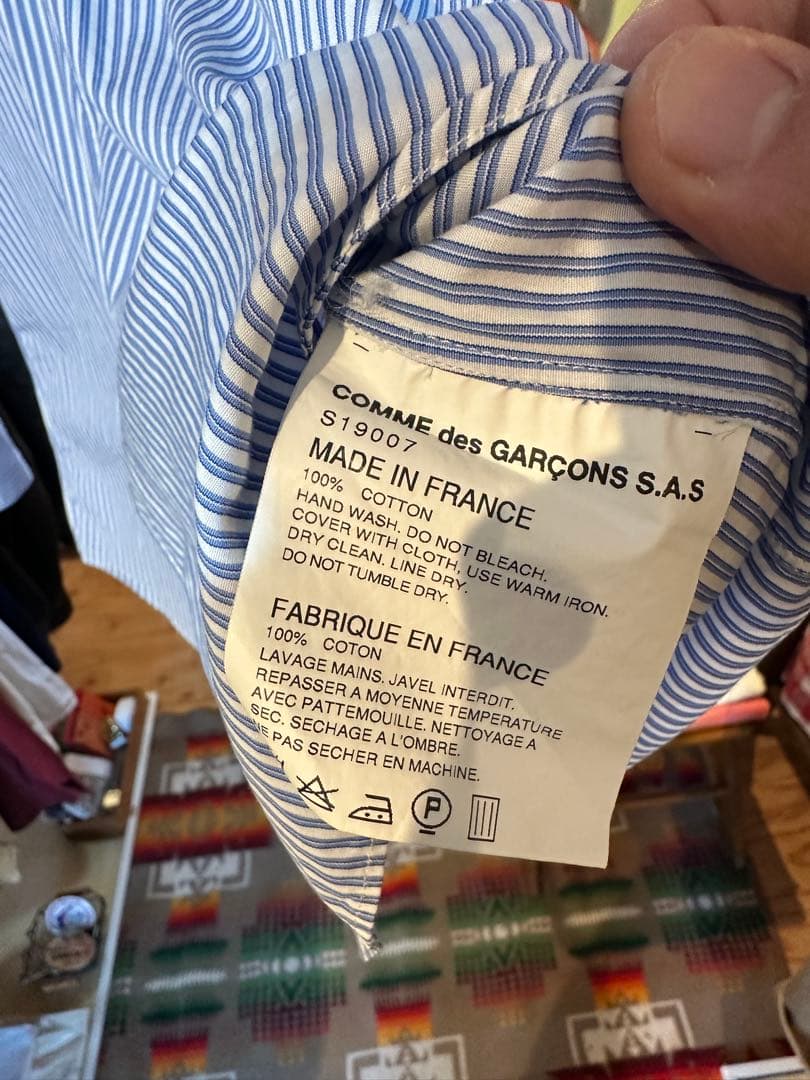 COMME des GARÇONS S.A.S
S19007
MADE IN FRANCE
100% COTTON
HAND WASH. DO NOT BLEACH.
COVER WITH CLOTH, USE WARM IRON.
DRY CLEAN. LINE DRY.
DO NOT TUMBLE DRY.
FABRIQUE EN FRANCE
100% COTON
LAVAGE MAINS. JAVEL INTERDIT.
REPASSER A MOYENNE TEMPERATURE
AVEC PATTEMOUILLE. NETTOYAGE A
SEC. SECHAGE A L'OMBRE.
NE PAS SECHER EN MACHINE.
P